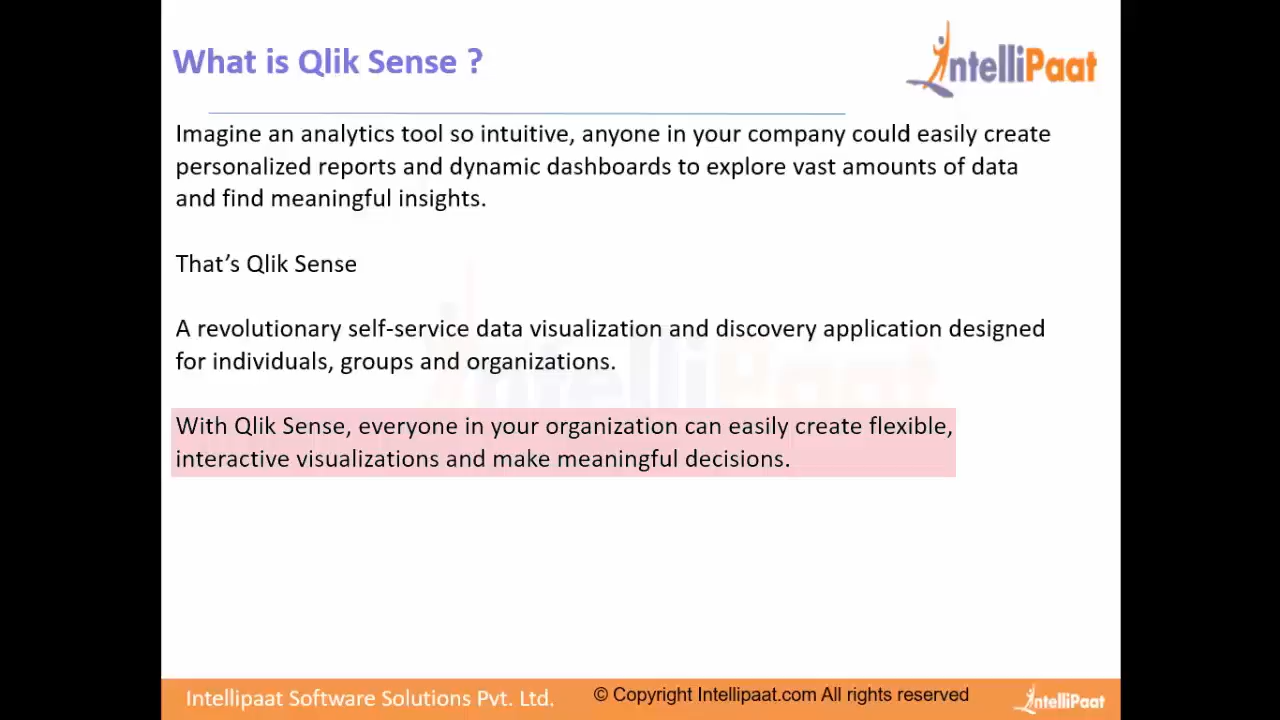 What is Qlik Sense ?
IntelliPaat
Imagine an analytics tool so intuitive, anyone in your company could easily create
personalized reports and dynamic dashboards to explore vast amounts of data
and find meaningful insights.
That’s Qlik Sense
A revolutionary self-service data visualization and discovery application designed
for individuals, groups and organizations.
IntelliPaat
With Qlik Sense, everyone in your organization can easily create flexible,
interactive visualizations and make meaningful decisions.
Intellipaat Software Solutions Pvt. Ltd.
© Copyright Intellipaat.com All rights reserved
IntelliPaat